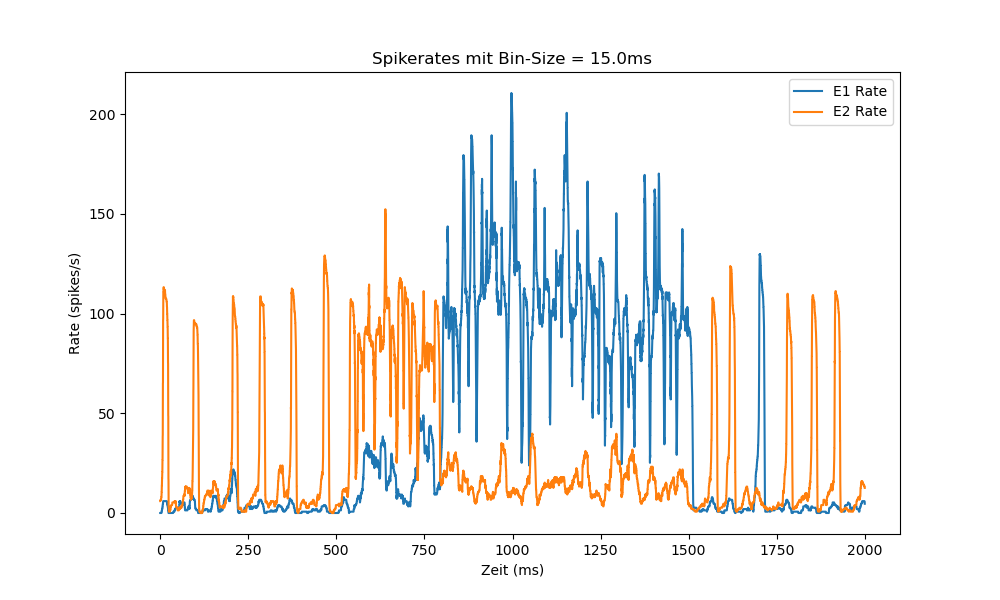 Spikerates mit Bin-Size = 15.0ms
E1 Rate
E2 Rate
Rate (spikes/s)
200
150
100
50
0
0 250 500 750 1000 1250 1500 1750 2000
Zeit (ms)